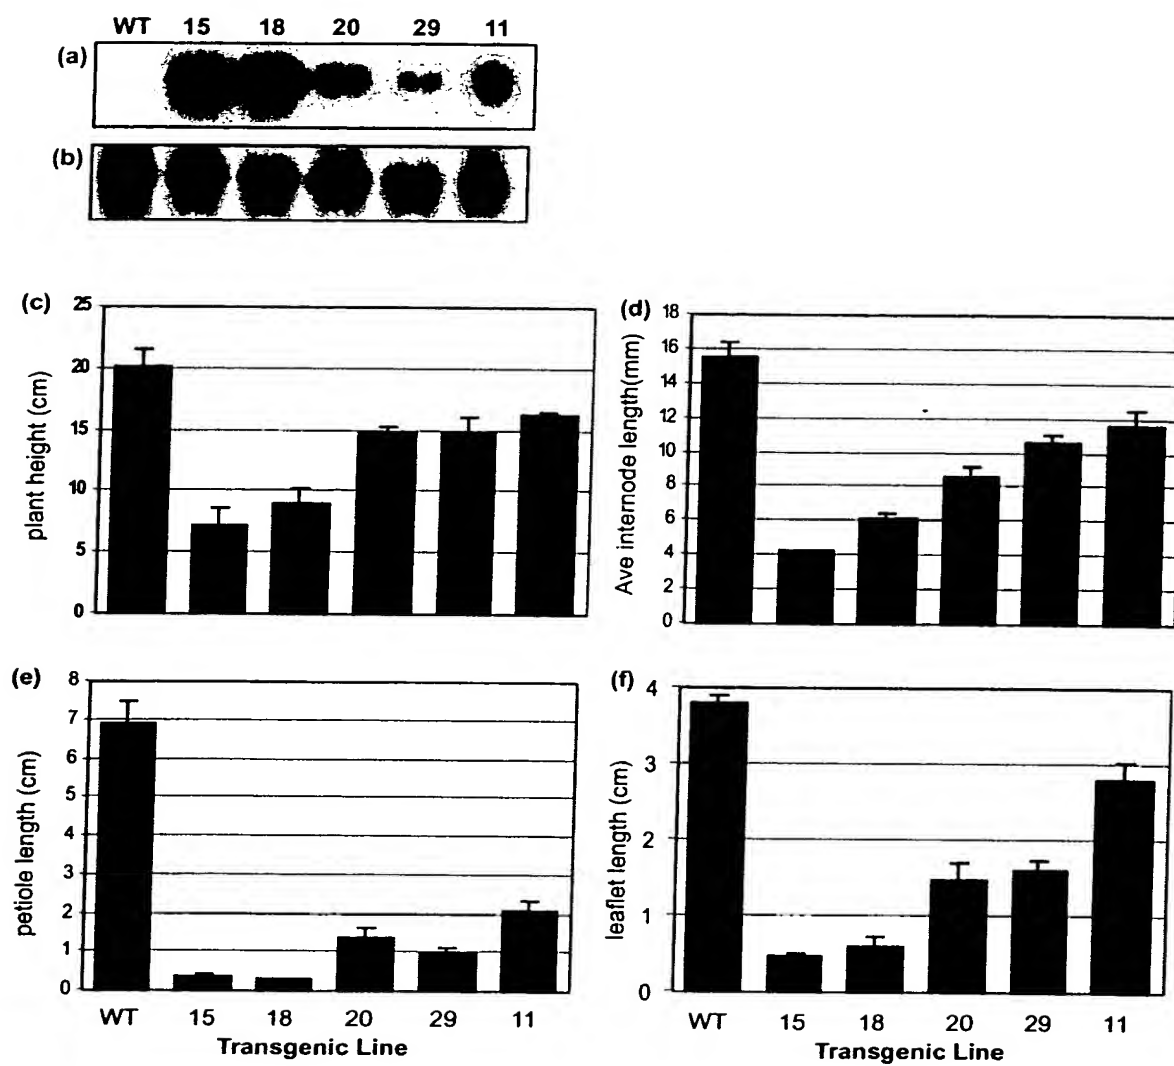 WT 15 18 20 29 11
(a)
(b)
(c)
plant height (cm)
25
20
15
10
5
0
(d)
Ave internode length(mm)
18
16
14
12
10
8
6
4
2
0
(e)
petiole length (cm)
8
7
6
5
4
3
2
1
0
WT 15 18 20 29 11
Transgenic Line
(f)
leaflet length (cm)
4
3
2
1
0
WT 15 18 20 29 11
Transgenic Line